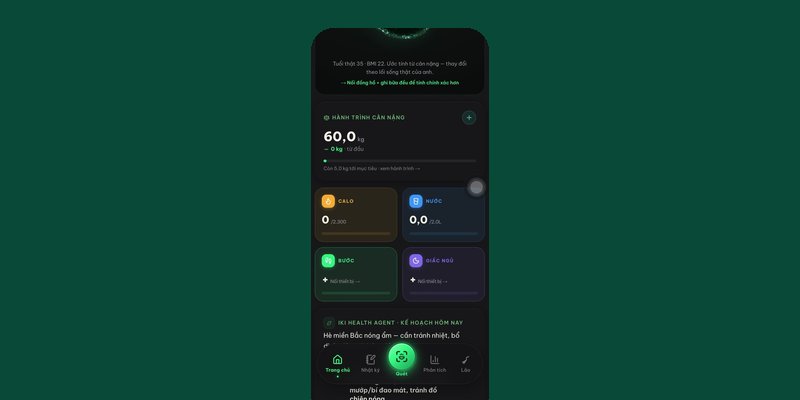 Tuổi thật 35 · BMI 22. Ước tính từ cân nặng — thay đổi
theo lối sống thật của anh.
→ Nối đồng hồ + ghi bữa đều để tinh chỉnh xác hơn
HÀNH TRÌNH CÂN NẶNG
+
60,0 kg
→ 0 kg từ đầu
Còn 5,0 kg tới mục tiêu · xem hành trình →
CALO
0 /2.300
NƯỚC
0,0 /2.0L
BƯỚC
+ Nối thiết bị →
GIẤC NGỦ
+ Nối thiết bị →
IKI HEALTH AGENT · KẾ HOẠCH HÔM NAY
Hè miền Bắc nóng ẩm — cần tránh nhiệt, bổ
Trang chủ
Nhật ký
Quét
Phân tích
Lão
mướp/bí đao mát, tránh đồ
chiên nóng